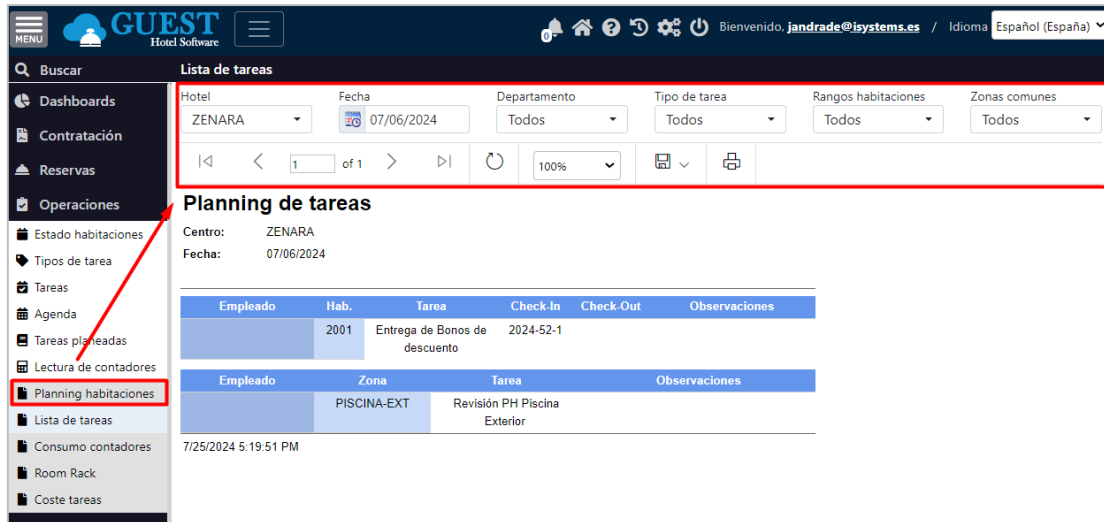 MENU
GUEST
Hotel Software
0
Bienvenido, jandrade@isystems.es / Idioma Español (España)
Buscar
Lista de tareas
Dashboards
Contratación
Reservas
Operaciones
Estado habitaciones
Tipos de tarea
Tareas
Agenda
Tareas planeadas
Lectura de contadores
Planning habitaciones
Lista de tareas
Consumo contadores
Room Rack
Coste tareas
Hotel Fecha Departamento Tipo de tarea Rangos habitaciones Zonas comunes
ZENARA 07/06/2024 Todos Todos Todos Todos
1 of 1 100%
Planning de tareas
Centro: ZENARA
Fecha: 07/06/2024
Empleado Hab. Tarea Check-In Check-Out Observaciones
2001 Entrega de Bonos de 2024-52-1
descuento
Empleado Zona Tarea Observaciones
PISCINA-EXT Revisión PH Piscina
Exterior
7/25/2024 5:19:51 PM